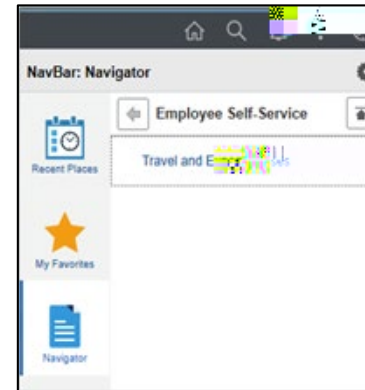 NavBar: Navigator
Employee Self-Service
Recent Places
Travel and
My Favorites
Navigator